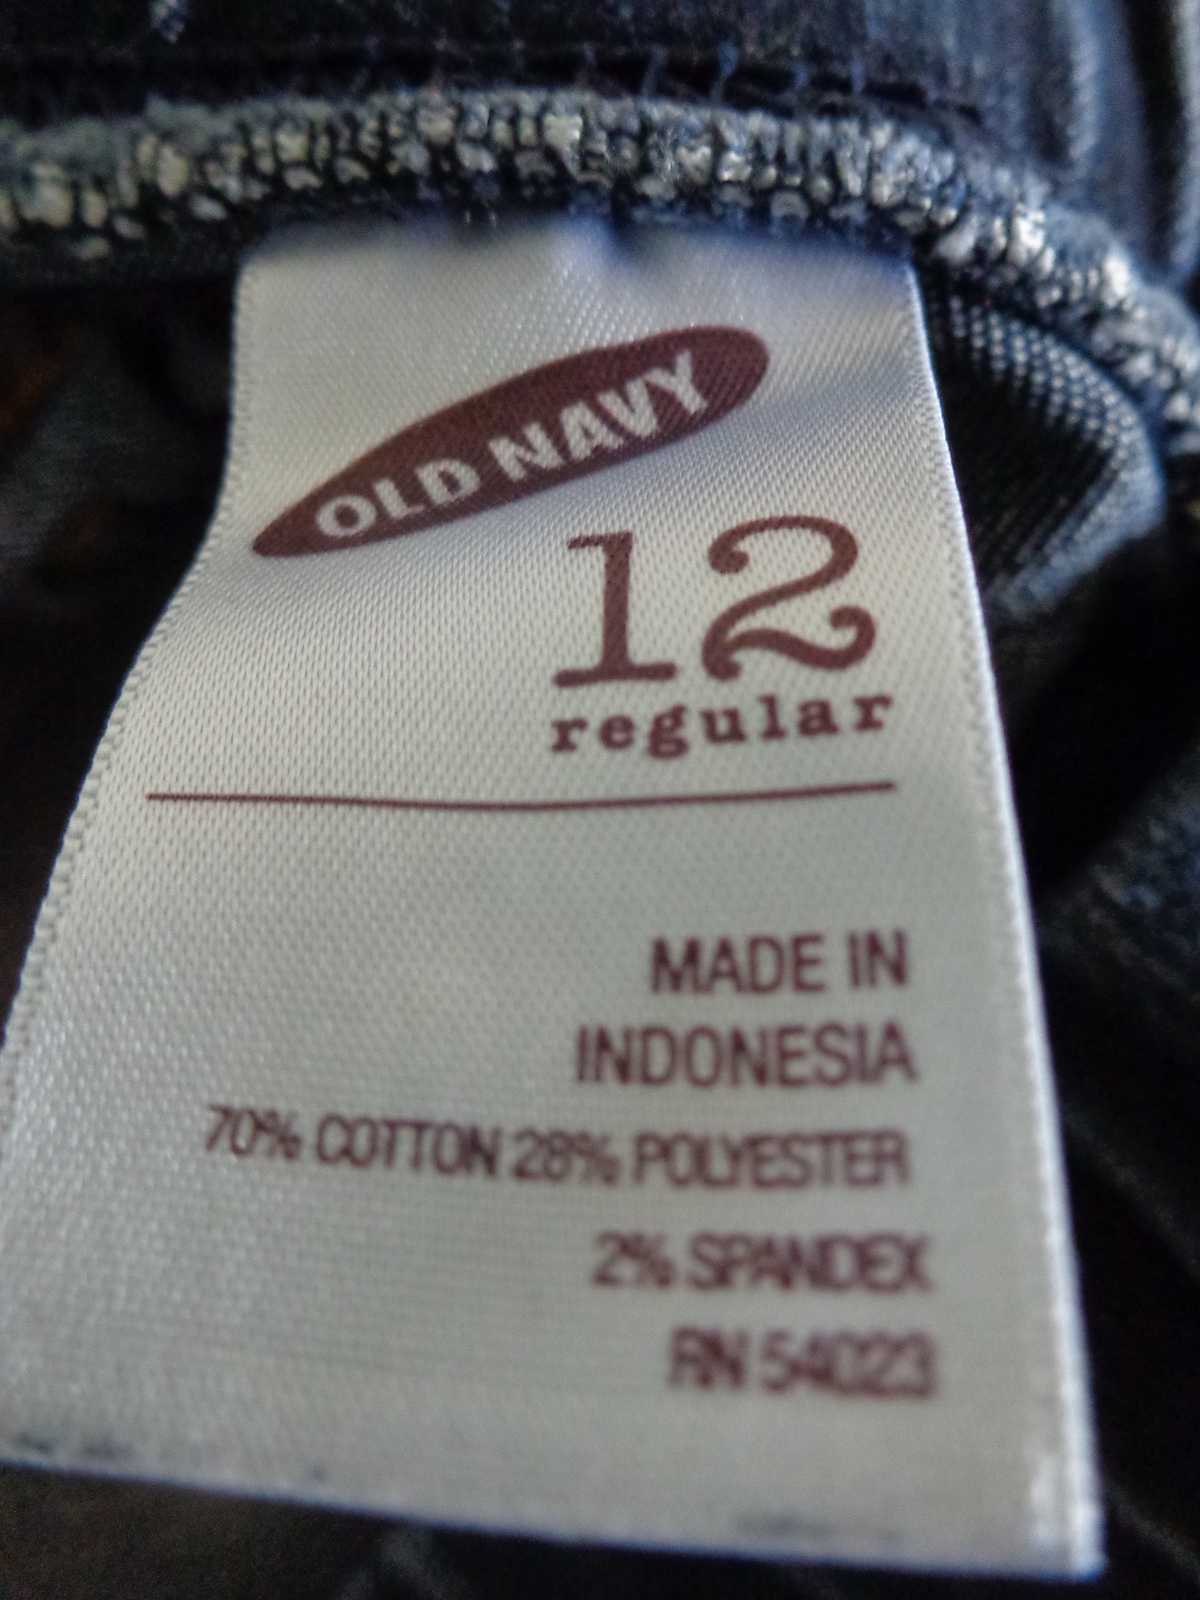 OLD NAVY
12
regular
MADE IN
INDONESIA
70% COTTON 28% POLYESTER
2% SPANDEX
RN 54023